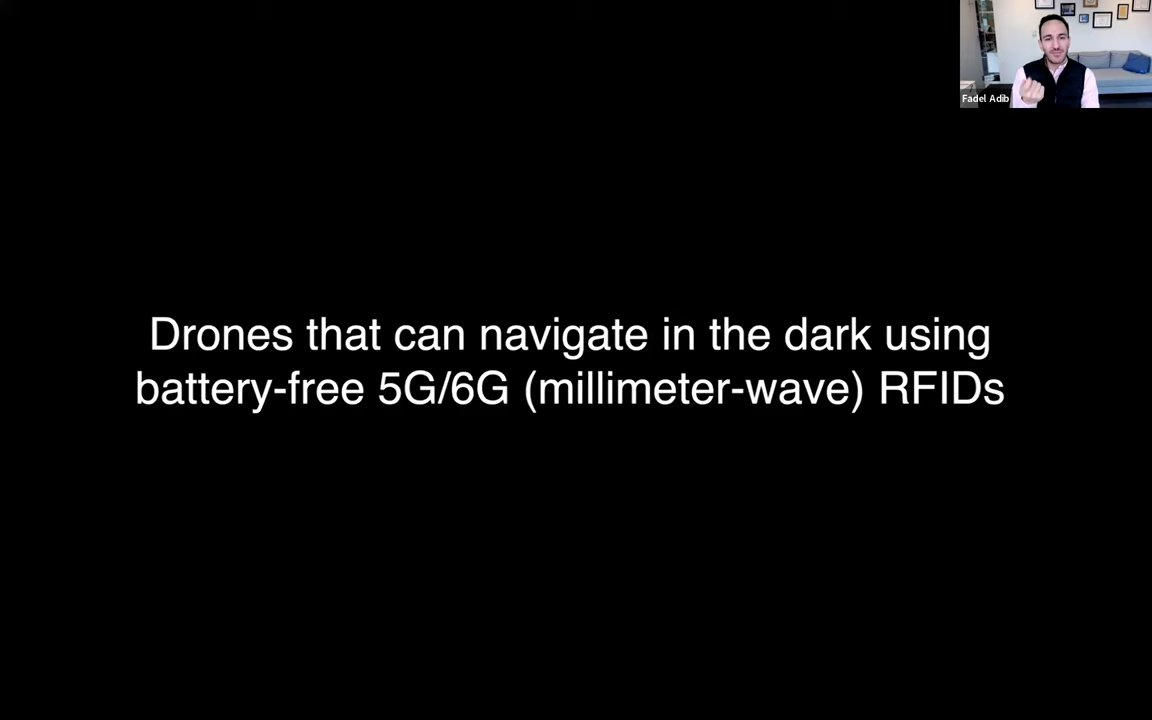 Fadel Adib
Drones that can navigate in the dark using
battery-free 5G/6G (millimeter-wave) RFIDs